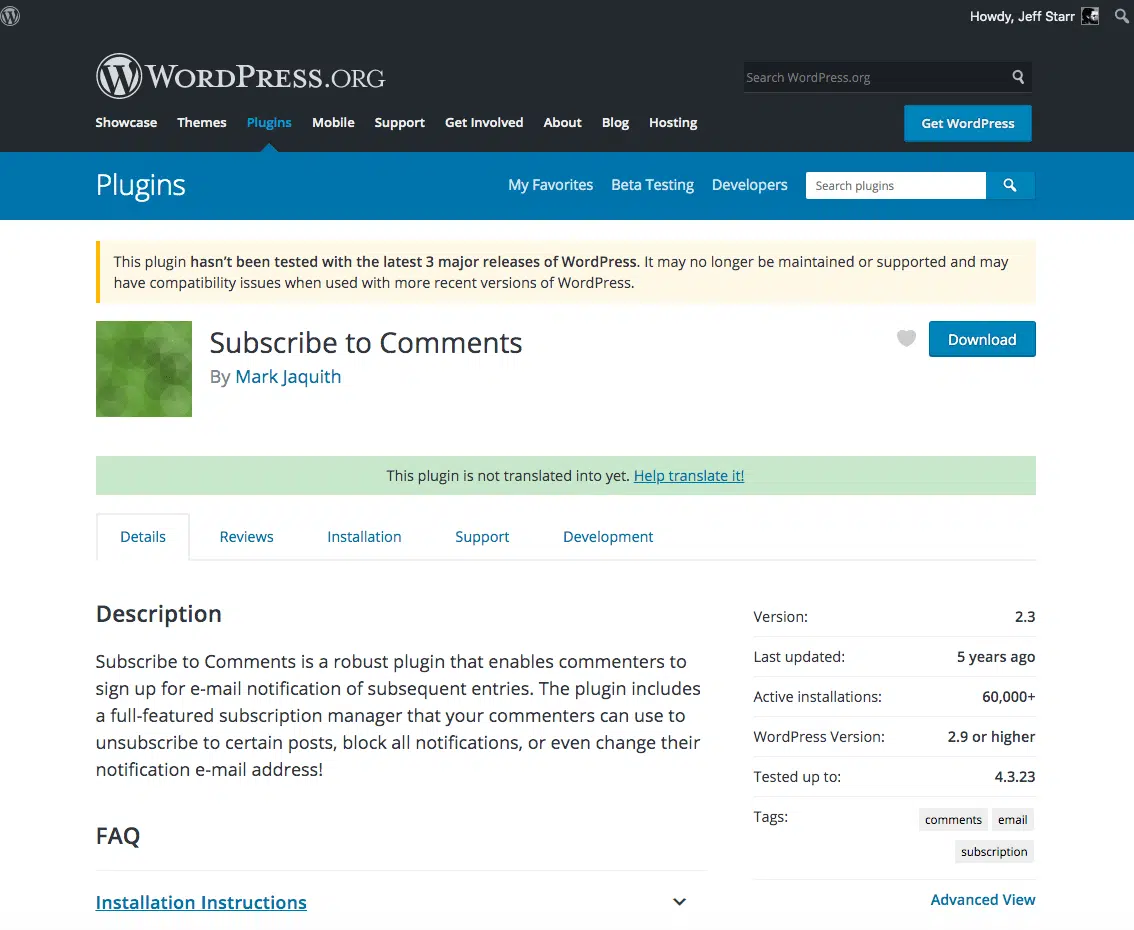 Howdy, Jeff Starr
WORDPRESS.ORG
Search WordPress.org
Showcase Themes Plugins Mobile Support Get Involved About Blog Hosting
Get WordPress
Plugins
My Favorites Beta Testing Developers
Search plugins
This plugin hasn't been tested with the latest 3 major releases of WordPress. It may no longer be maintained or supported and may
have compatibility issues when used with more recent versions of WordPress.
Subscribe to Comments
Download
By Mark Jaquith
This plugin is not translated into yet. Help translate it!
Details Reviews Installation Support Development
Description
Subscribe to Comments is a robust plugin that enables commenters to
sign up for e-mail notification of subsequent entries. The plugin includes
a full-featured subscription manager that your commenters can use to
unsubscribe to certain posts, block all notifications, or even change their
notification e-mail address!
FAQ
Installation Instructions
Version: 2.3
Last updated: 5 years ago
Active installations: 60,000+
WordPress Version: 2.9 or higher
Tested up to: 4.3.23
Tags: comments email
subscription
Advanced View